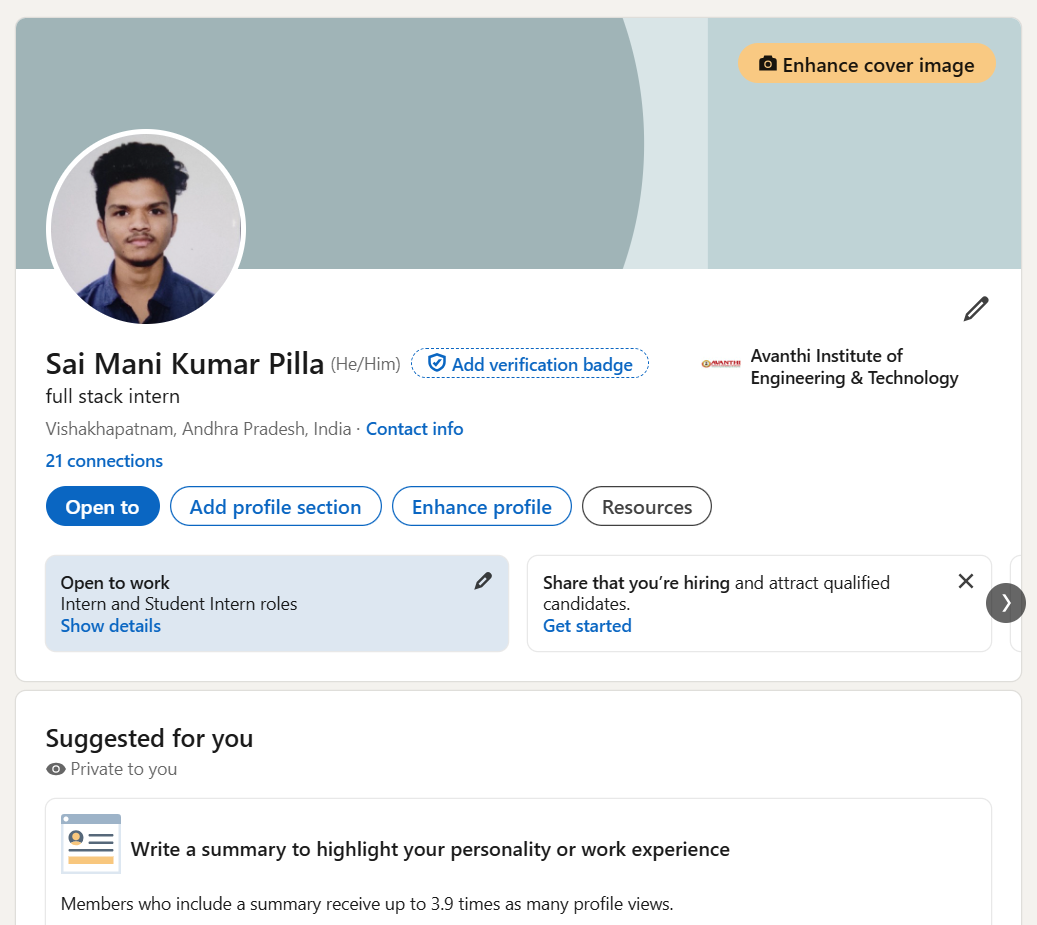 Enhance cover image
Sai Mani Kumar Pilla (He/Him) Add verification badge
full stack intern
Vishakhapatnam, Andhra Pradesh, India · Contact info
21 connections
AVANTHI
Avanthi Institute of
Engineering & Technology
Open to
Add profile section
Enhance profile
Resources
Open to work
Intern and Student Intern roles
Show details
Share that you’re hiring and attract qualified
candidates.
Get started
Suggested for you
Private to you
Write a summary to highlight your personality or work experience
Members who include a summary receive up to 3.9 times as many profile views.